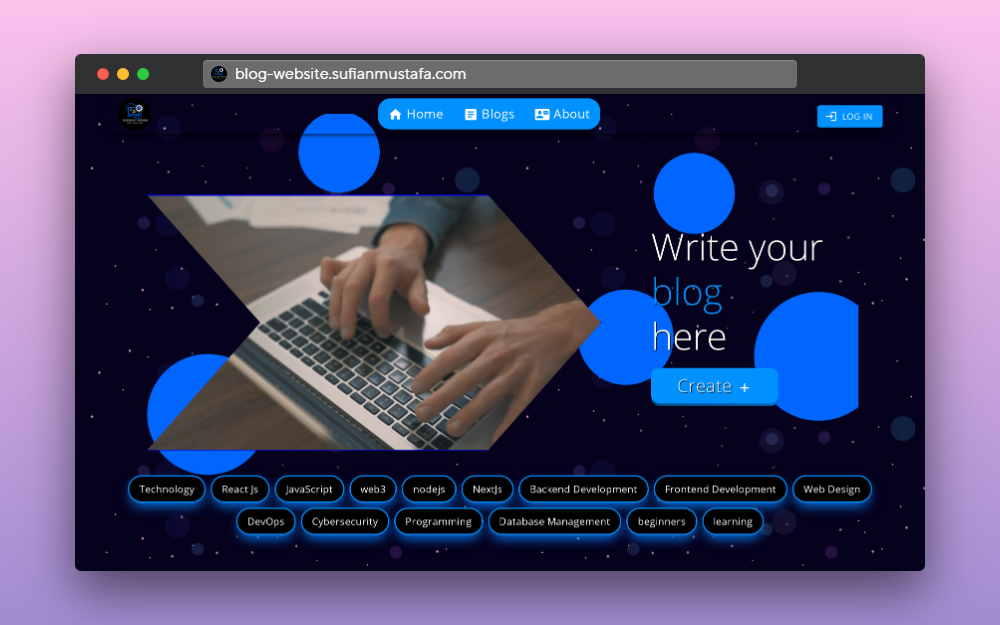 blog-website.sufianmustafa.com
Home Blogs About LOG IN
Write your
blog
here
Create +
Technology React Js JavaScript web3 nodejs NextJs Backend Development Frontend Development Web Design
DevOps Cybersecurity Programming Database Management beginners learning